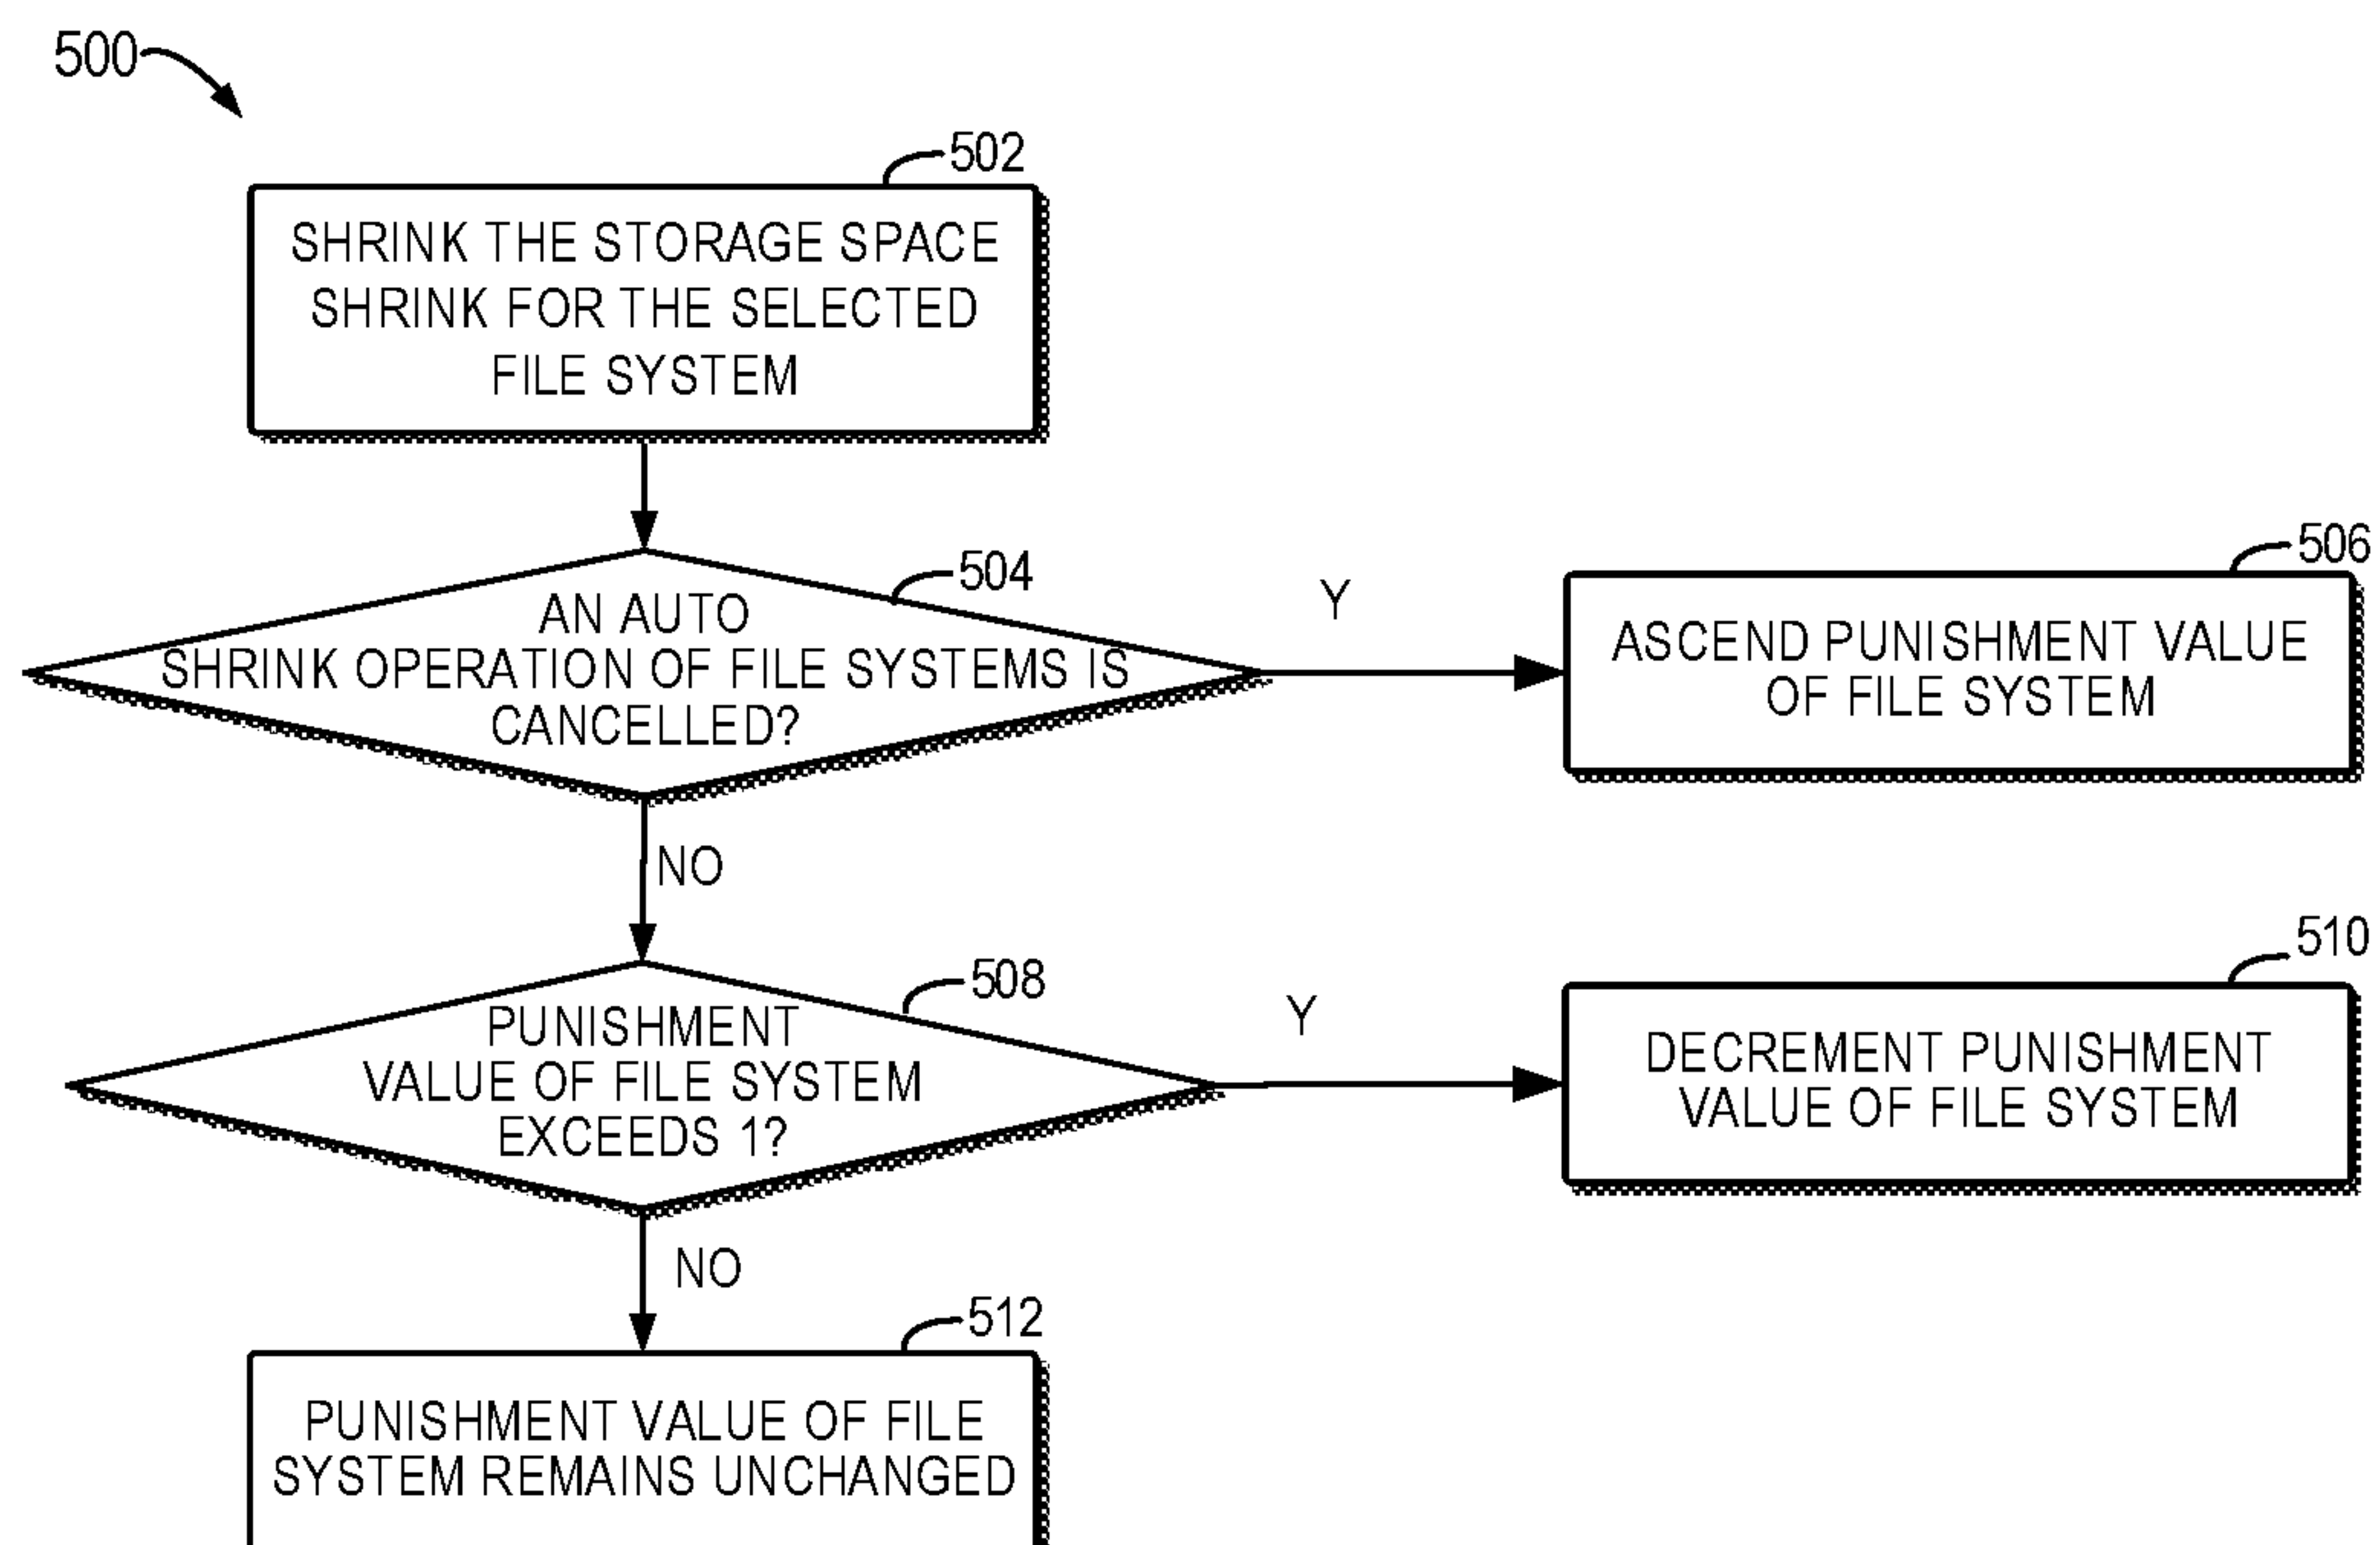 500
502
SHRINK THE STORAGE SPACE
SHRINK FOR THE SELECTED
FILE SYSTEM
504
AN AUTO
SHRINK OPERATION OF FILE SYSTEMS IS
CANCELLED?
Y
506
ASCEND PUNISHMENT VALUE
OF FILE SYSTEM
NO
508
PUNISHMENT
VALUE OF FILE SYSTEM
EXCEEDS 1?
Y
510
DECREMENT PUNISHMENT
VALUE OF FILE SYSTEM
NO
512
PUNISHMENT VALUE OF FILE
SYSTEM REMAINS UNCHANGED